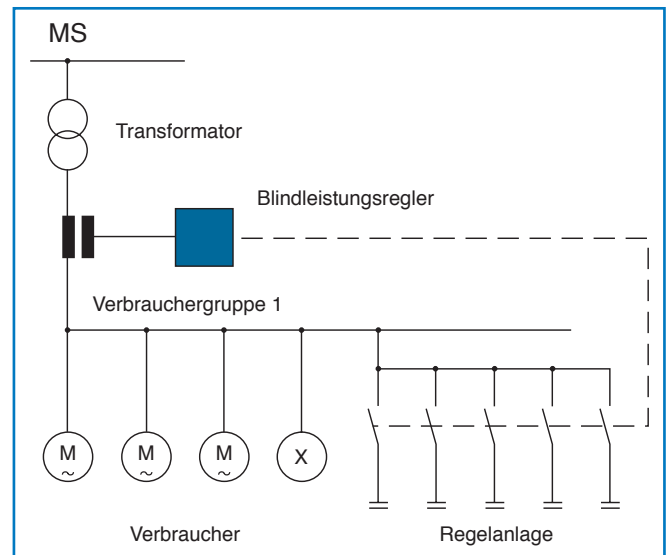 MS
Transformator
Blindleistungsregler
Verbrauchergruppe 1
M
~
M
~
M
~
X
Verbraucher
Regelanlage